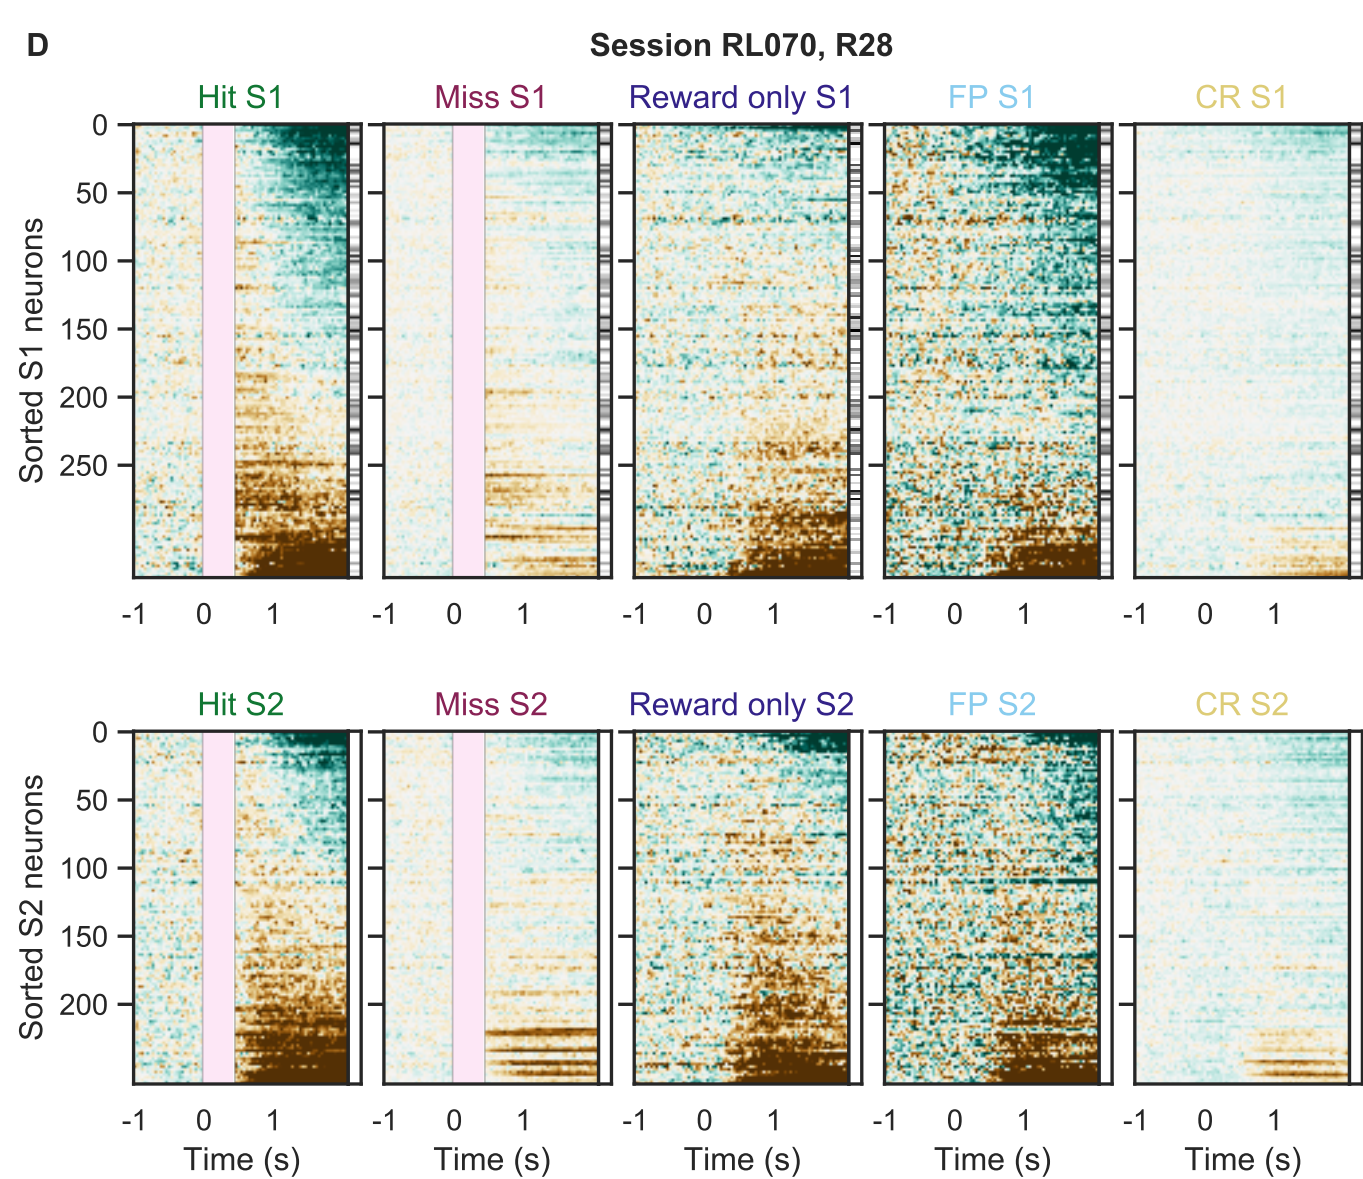 D
Session RL070, R28
Hit S1 Miss S1 Reward only S1 FP S1 CR S1
Sorted S1 neurons
0
50
100
150
200
250
-1 0 1 -1 0 1 -1 0 1 -1 0 1 -1 0 1
Hit S2 Miss S2 Reward only S2 FP S2 CR S2
Sorted S2 neurons
0
50
100
150
200
-1 0 1 -1 0 1 -1 0 1 -1 0 1 -1 0 1
Time (s) Time (s) Time (s) Time (s) Time (s)